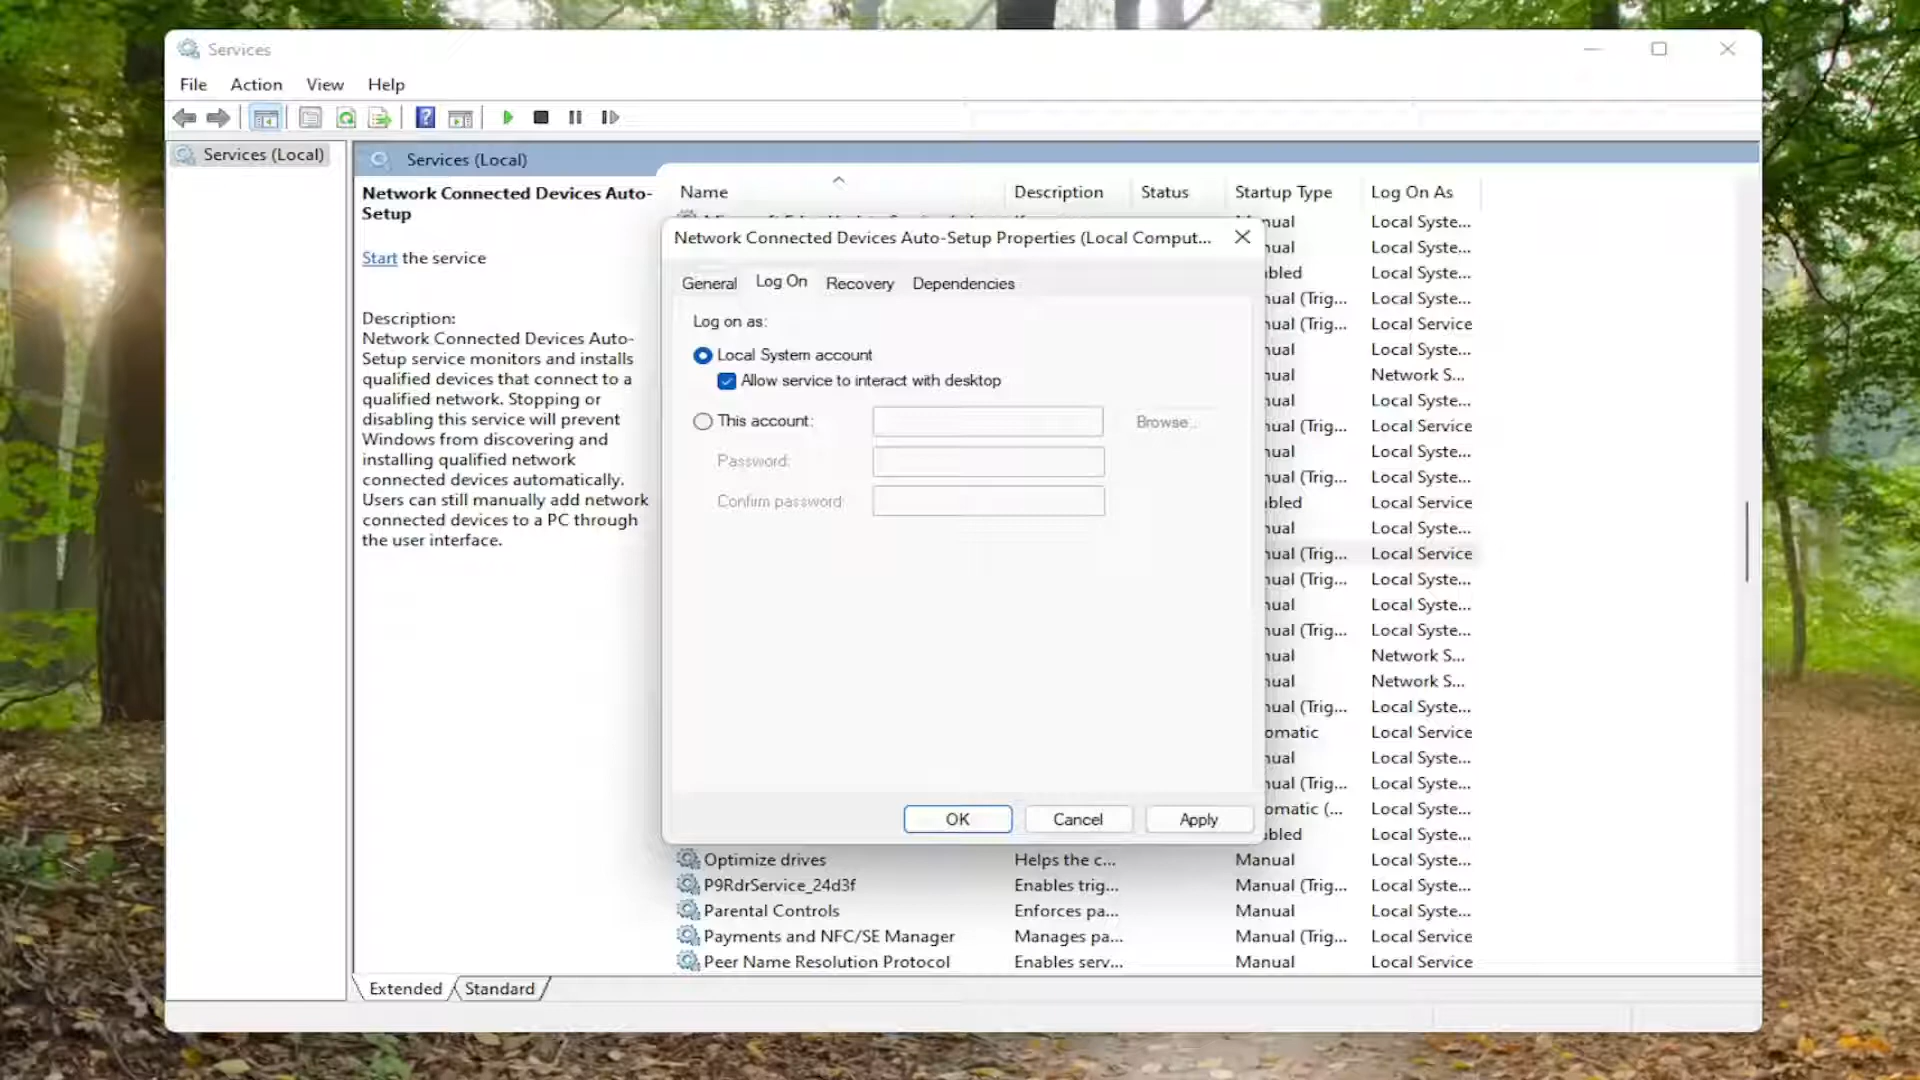 Services
File Action View Help
Services (Local)
Services (Local)
Network Connected Devices Auto-
Setup
Start the service
Description:
Network Connected Devices Auto-
Setup service monitors and installs
qualified devices that connect to a
qualified network. Stopping or
disabling this service will prevent
Windows from discovering and
installing qualified network
connected devices automatically.
Users can still manually add network
connected devices to a PC through
the user interface.
Name Description Status Startup Type Log On As
Local Syste...
Local Syste...
Local Syste...
Local Syste...
Local Service
Local Syste...
Network S...
Local Syste...
Local Service
Local Syste...
Local Syste...
Local Service
Local Syste...
Local Service
Local Syste...
Local Syste...
Local Syste...
Network S...
Network S...
Local Syste...
Local Service
Local Syste...
Local Syste...
Local Syste...
Local Syste...
Network Connected Devices Auto-Setup Properties (Local Comput...
General Log On Recovery Dependencies
Log on as:
Local System account
Allow service to interact with desktop
This account: Browse...
Password:
Confirm password:
OK Cancel Apply
Optimize drives Helps the c... Manual Local Syste...
P9RdrService_24d3f Enables trig... Manual (Trig... Local Syste...
Parental Controls Enforces pa... Manual Local Syste...
Payments and NFC/SE Manager Manages pa... Manual (Trig... Local Service
Peer Name Resolution Protocol Enables serv... Manual Local Service
Extended Standard